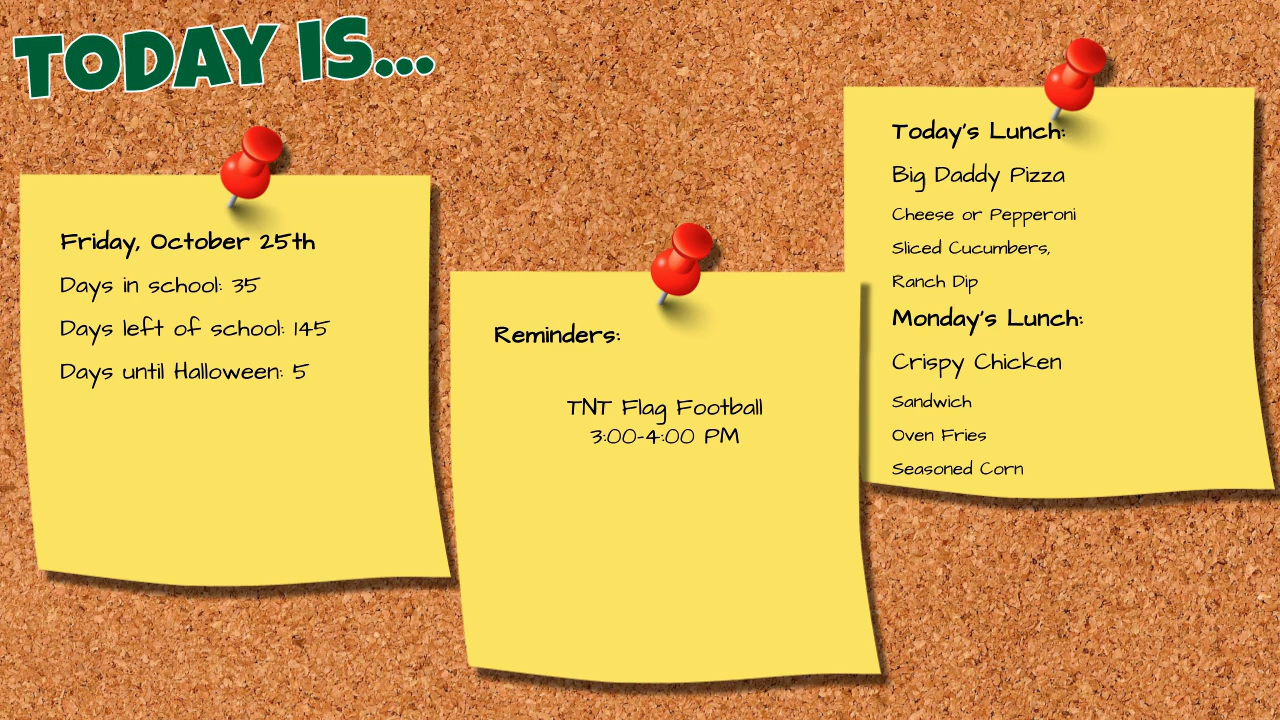 TODAY IS...
Friday, October 25th
Days in school: 35
Days left of school: 145
Days until Halloween: 5
Reminders:
TNT Flag Football
3:00-4:00 PM
Today's Lunch:
Big Daddy Pizza
Cheese or Pepperoni
Sliced Cucumbers,
Ranch Dip
Monday's Lunch:
Crispy Chicken
Sandwich
Oven Fries
Seasoned Corn